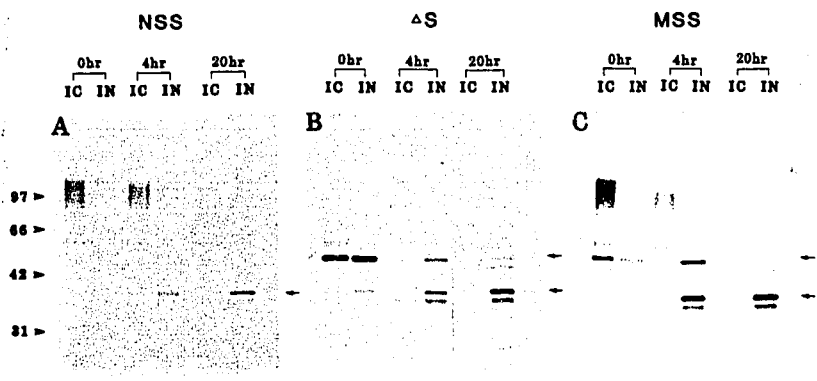 NSS ΔS MSS
0hr 4hr 20hr 0hr 4hr 20hr 0hr 4hr 20hr
IC IN IC IN IC IN IC IN IC IN IC IN IC IN IC IN IC IN
A B C
97
66
42
31